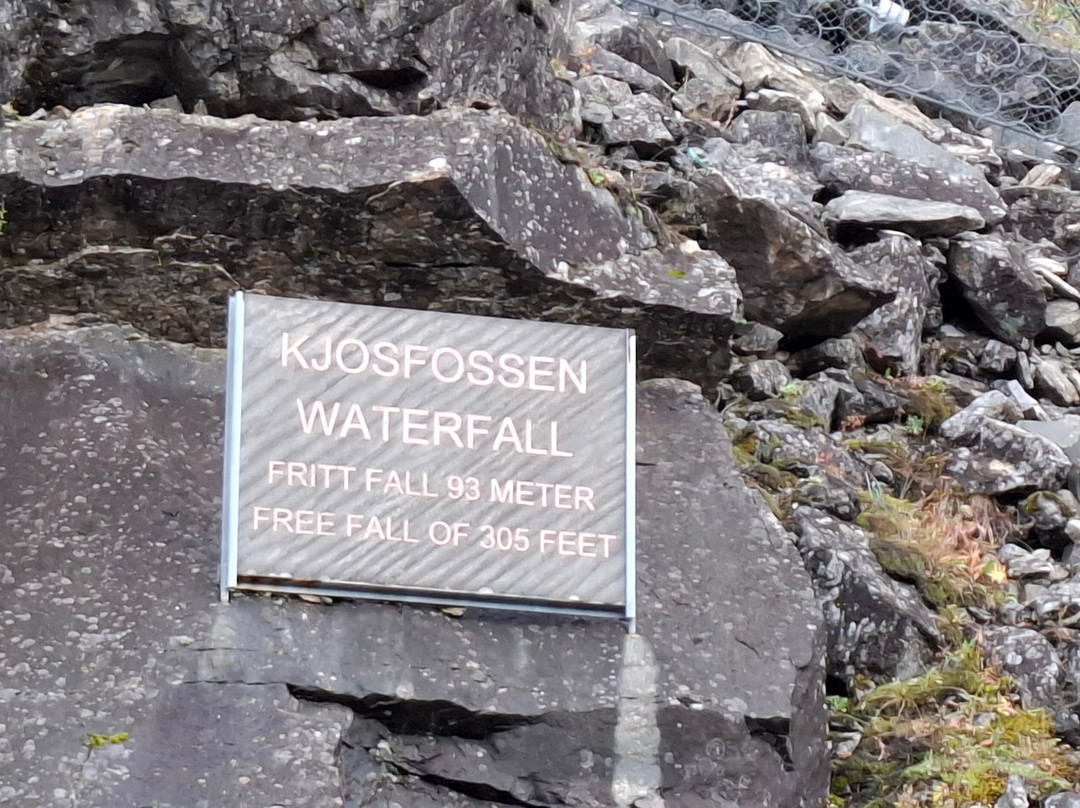 KJOSFOSSEN
WATERFALL
FRITT FALL 93 METER
FREE FALL OF 305 FEET